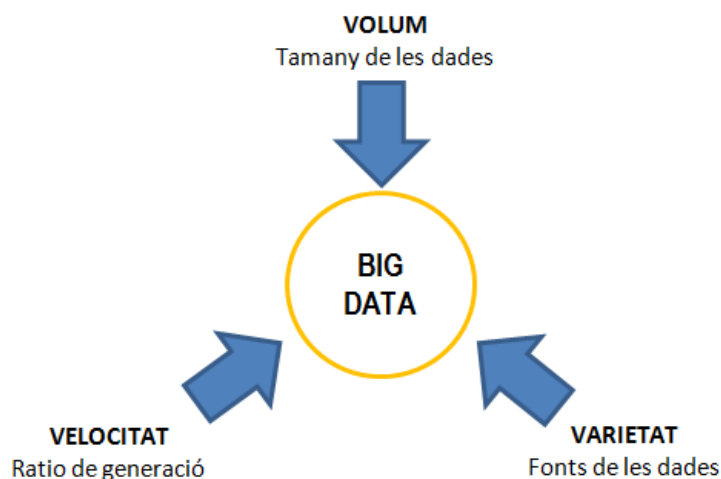 VOLUM
Tamany de les dades
BIG
DATA
VELOCITAT
Ratio de generació
VARIETAT
Fonts de les dades